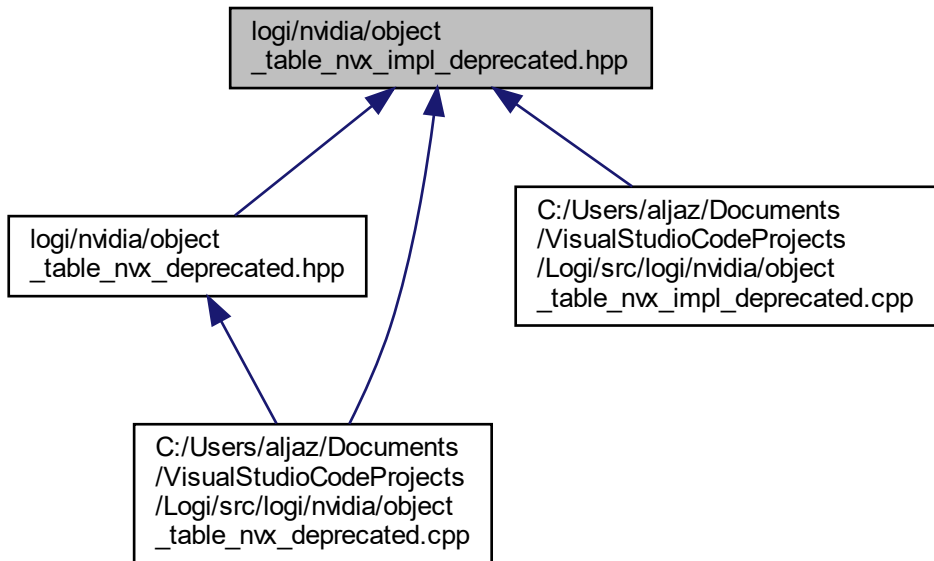 logi/nvidia/object
_table_nvx_impl_deprecated.hpp
logi/nvidia/object
_table_nvx_deprecated.hpp
C:/Users/aljaz/Documents
/VisualStudioCodeProjects
/Logi/src/logi/nvidia/object
_table_nvx_impl_deprecated.cpp
C:/Users/aljaz/Documents
/VisualStudioCodeProjects
/Logi/src/logi/nvidia/object
_table_nvx_deprecated.cpp